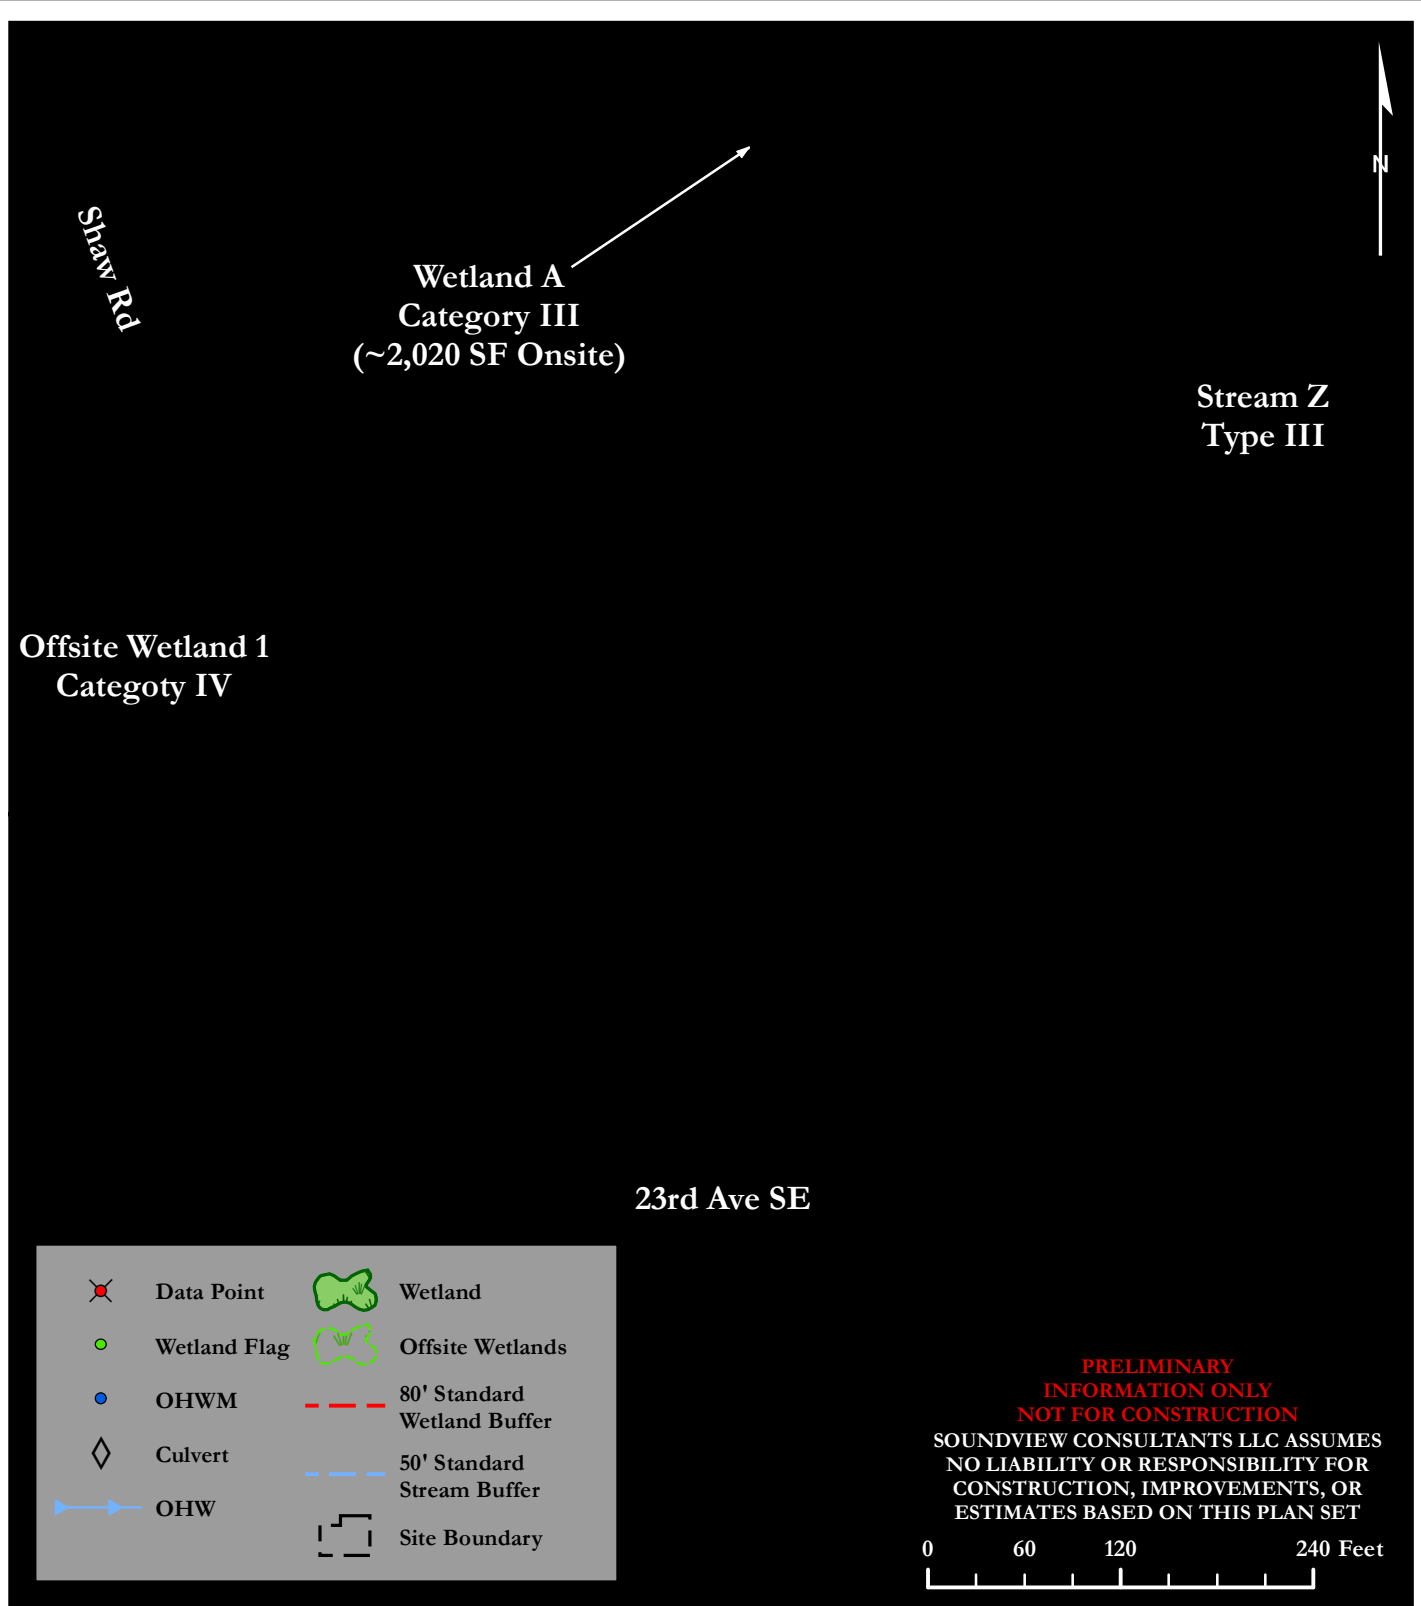 N
Shaw Rd
Wetland A
Category III
(~2,020 SF Onsite)
Stream Z
Type III
Offsite Wetland 1
Categoty IV
23rd Ave SE
Data Point
Wetland Flag
OHWM
Culvert
OHW
Wetland
Offsite Wetlands
80' Standard
Wetland Buffer
50' Standard
Stream Buffer
Site Boundary
PRELIMINARY
INFORMATION ONLY
NOT FOR CONSTRUCTION
SOUNDVIEW CONSULTANTS LLC ASSUMES
NO LIABILITY OR RESPONSIBILITY FOR
CONSTRUCTION, IMPROVEMENTS, OR
ESTIMATES BASED ON THIS PLAN SET
0 60 120 240 Feet